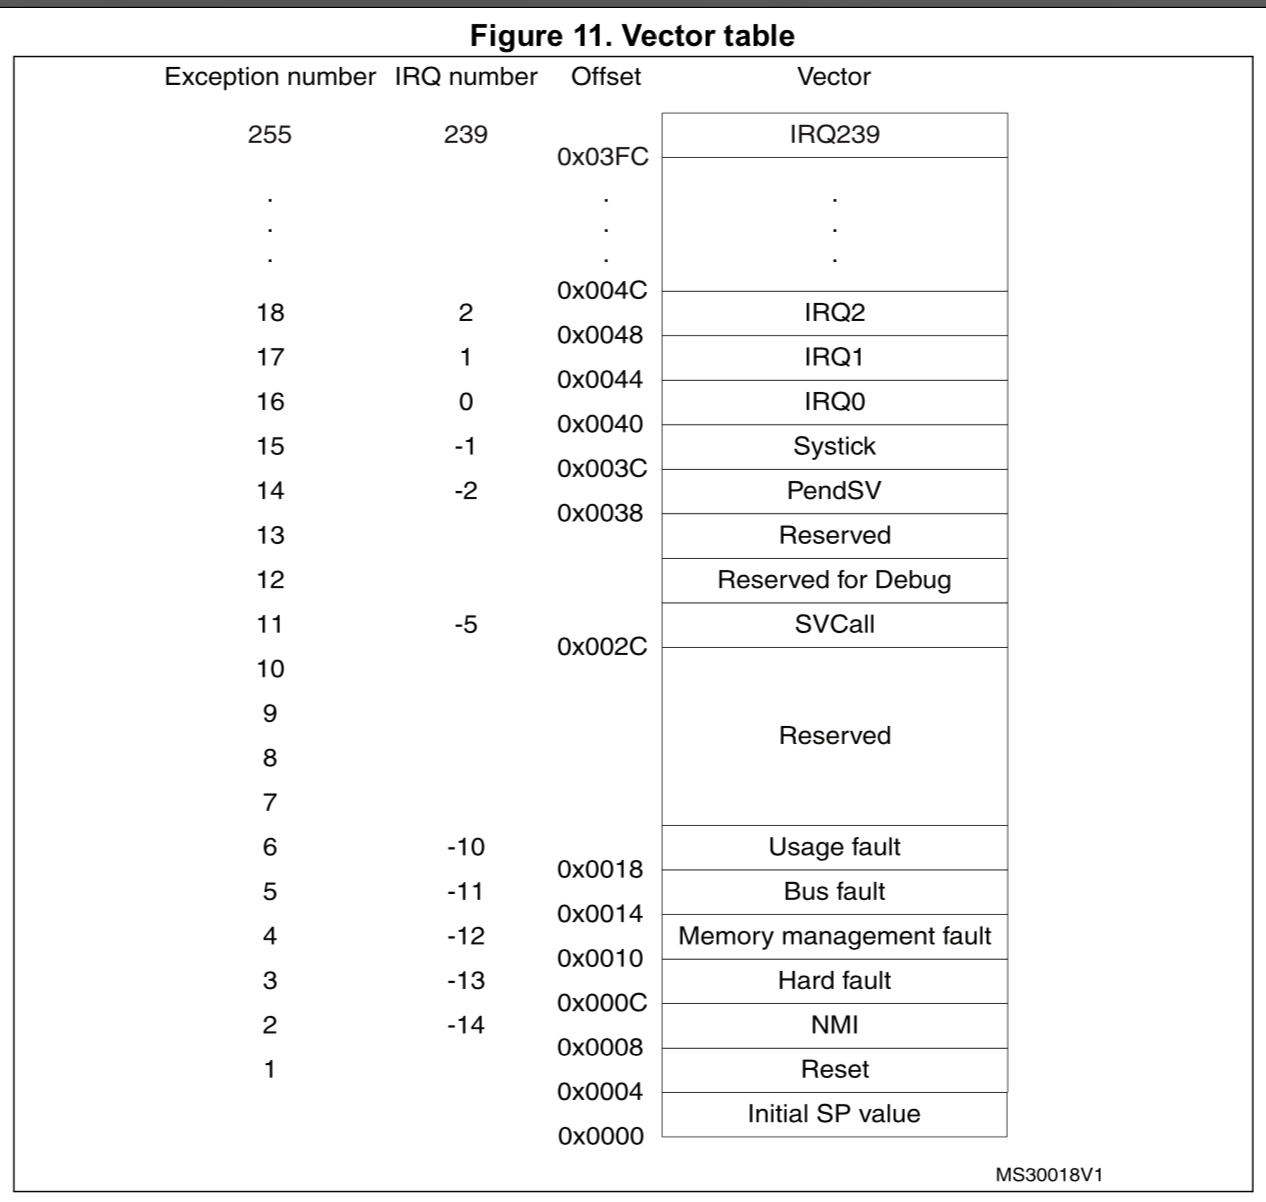 Figure 11. Vector table
Exception number IRQ number Offset Vector
255 239 IRQ239
0x03FC
. . .
. . .
. . .
0x004C
18 2 IRQ2
0x0048
17 1 IRQ1
0x0044
16 0 IRQ0
0x0040
15 -1 Systick
0x003C
14 -2 PendSV
0x0038
13 Reserved
12 Reserved for Debug
11 -5 SVCall
0x002C
10
9
Reserved
8
7
6 -10 Usage fault
0x0018
5 -11 Bus fault
0x0014
4 -12 Memory management fault
0x0010
3 -13 Hard fault
0x000C
2 -14 NMI
0x0008
1 Reset
0x0004
Initial SP value
0x0000
MS30018V1